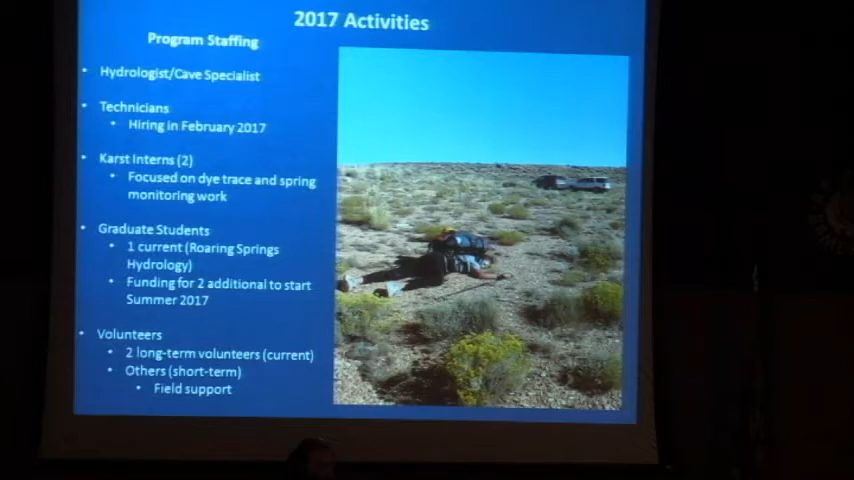 2017 Activities
Program Staffing
• Hydrologist/Cave Specialist
• Technicians
• Hiring in February 2017
• Karst Interns (2)
• Focused on dye trace and spring
monitoring work
• Graduate Students
• 1 current (Roaring Springs
Hydrology)
• Funding for 2 additional to start
Summer 2017
• Volunteers
• 2 long-term volunteers (current)
• Others (short-term)
• Field support